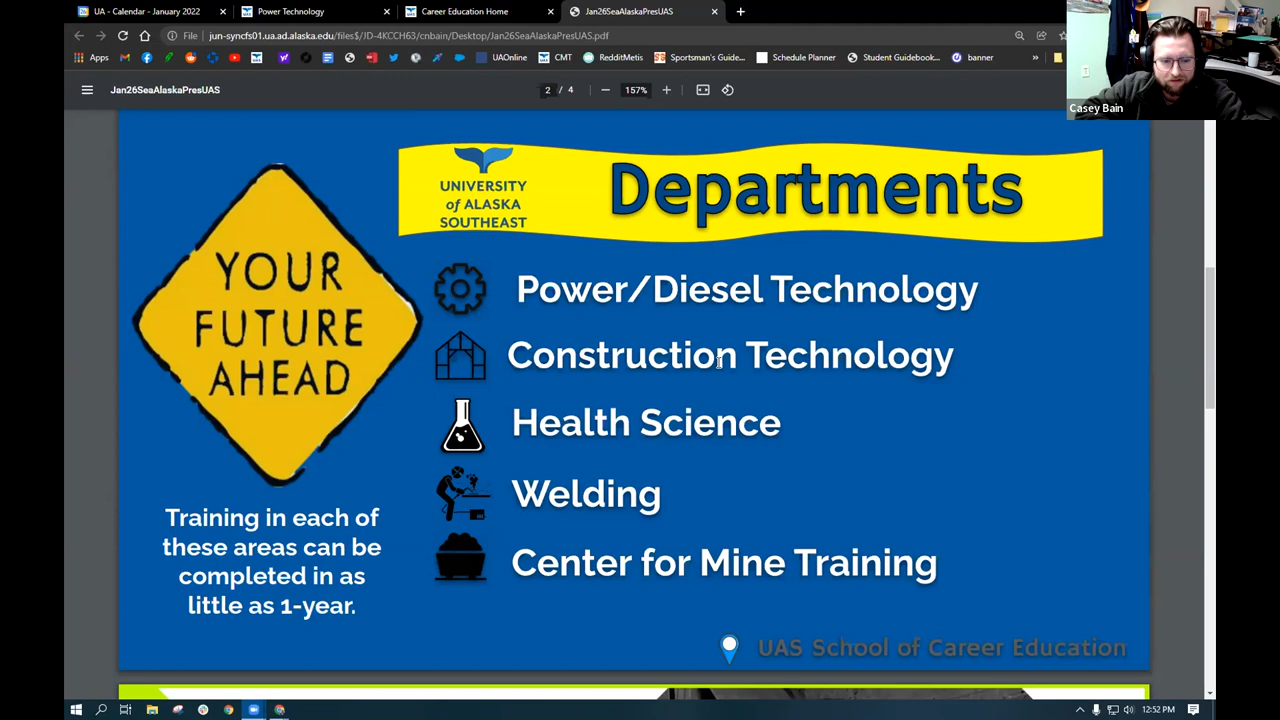 UA - Calendar - January 2022
Power Technology
Career Education Home
Jan26SeaAlaskaPresUAS
File
jun-syncfs01.ua.ad.alaska.edu/files$/JD-4KCCH63/cnbain/Desktop/Jan26SeaAlaskaPresUAS.pdf
Apps
UAOnline
CMT
RedditMetis
Sportsman's Guide...
Schedule Planner
Student Guidebook...
banner
»
Jan26SeaAlaskaPresUAS
2 / 4
157%
Casey Bain
UNIVERSITY
of ALASKA
SOUTHEAST
Departments
YOUR
FUTURE
AHEAD
Power/Diesel Technology
Construction Technology
Health Science
Welding
Center for Mine Training
Training in each of
these areas can be
completed in as
little as 1-year.
UAS School of Career Education
12:52 PM